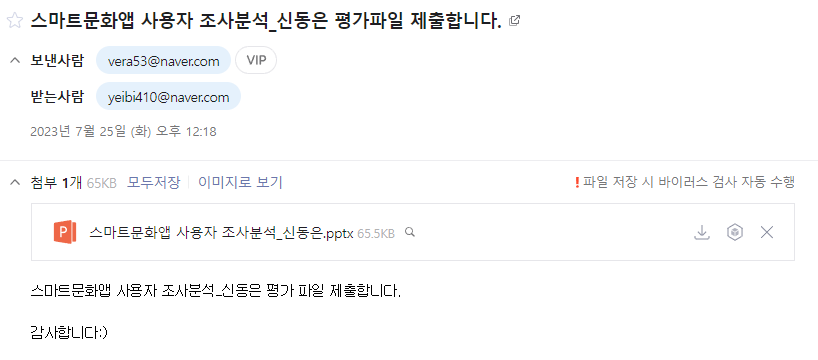 스마트문화앱 사용자 조사분석_신동은 평가파일 제출합니다.
보낸사람 vera53@naver.com VIP
받는사람 yeibi410@naver.com
2023년 7월 25일 (화) 오후 12:18
첨부 1개 65KB 모두저장 이미지로 보기 ! 파일 저장 시 바이러스 검사 자동 수행
P 스마트문화앱 사용자 조사분석_신동은.pptx 65.5KB
스마트문화앱 사용자 조사분석_신동은 평가 파일 제출합니다.
감사합니다:)